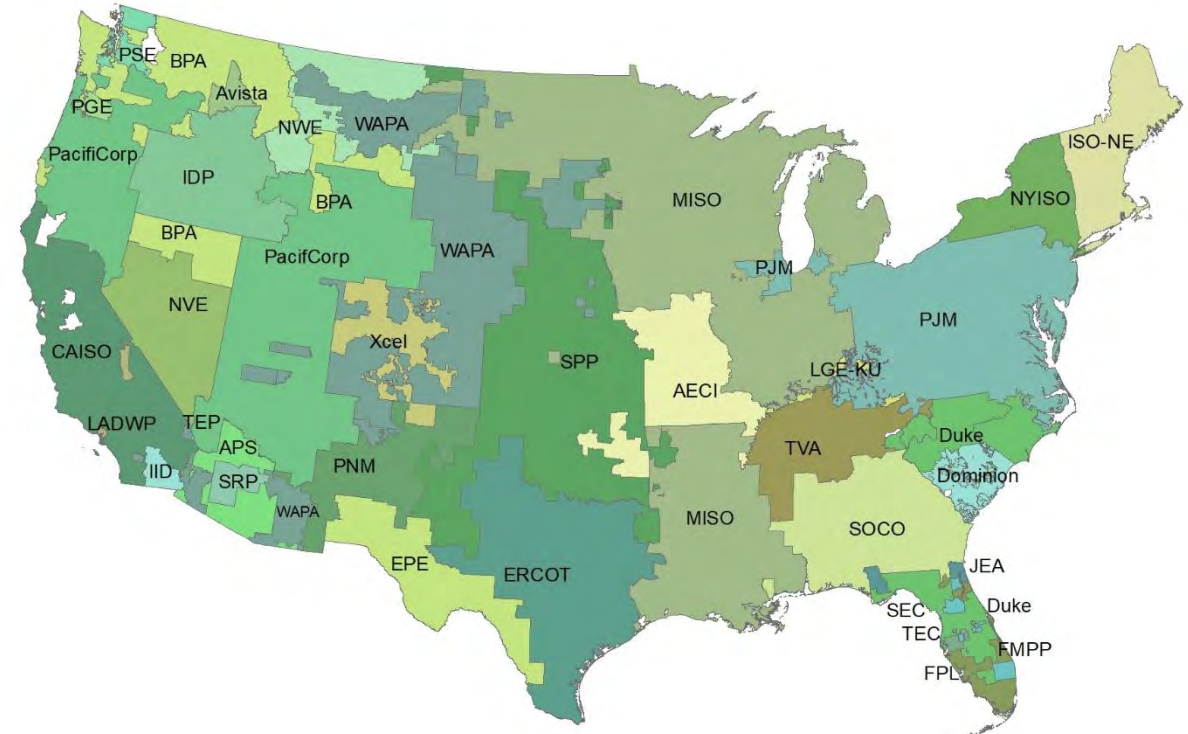 PSE
BPA
PGE
Avista
NWE
WAPA
PacifiCorp
IDP
BPA
BPA
PacifCorp
WAPA
NVE
CAISO
Xcel
LADWP
TEP
APS
IID
SRP
WAPA
PNM
EPE
ERCOT
SPP
MISO
PJM
AECI
MISO
ISO-NE
NYISO
PJM
LGE-KU
TVA
Duke
Dominion
SOCO
JEA
SEC
Duke
TEC
FMPP
FPL